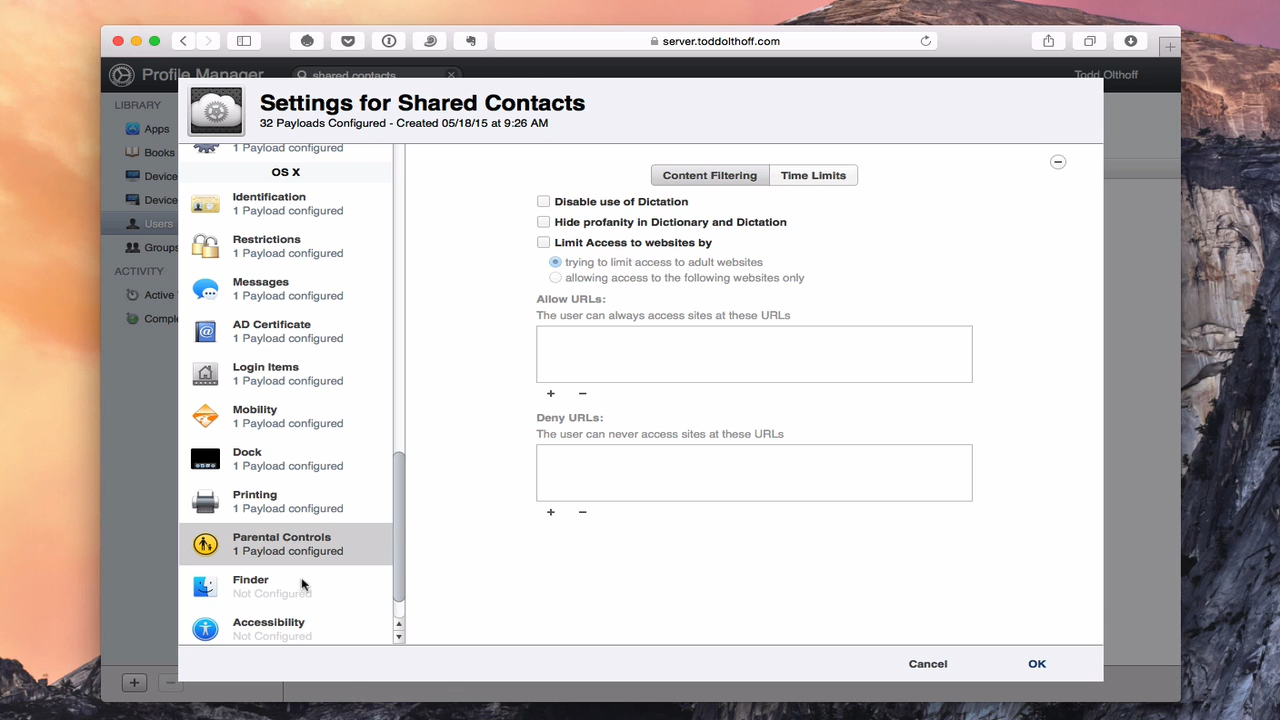 server.toddolthoff.com
Profile Manager
shared contacts
Todd Olthoff
LIBRARY
Apps
Books
Device
Device
Users
Groups
ACTIVITY
Active
Comple
Settings for Shared Contacts
32 Payloads Configured - Created 05/18/15 at 9:26 AM
1 Payload configured
OS X
Identification
1 Payload configured
Restrictions
1 Payload configured
Messages
1 Payload configured
AD Certificate
1 Payload configured
Login Items
1 Payload configured
Mobility
1 Payload configured
Dock
1 Payload configured
Printing
1 Payload configured
Parental Controls
1 Payload configured
Finder
Not Configured
Accessibility
Not Configured
Content Filtering
Time Limits
Disable use of Dictation
Hide profanity in Dictionary and Dictation
Limit Access to websites by
trying to limit access to adult websites
allowing access to the following websites only
Allow URLs:
The user can always access sites at these URLs
+ −
Deny URLs:
The user can never access sites at these URLs
+ −
Cancel
OK